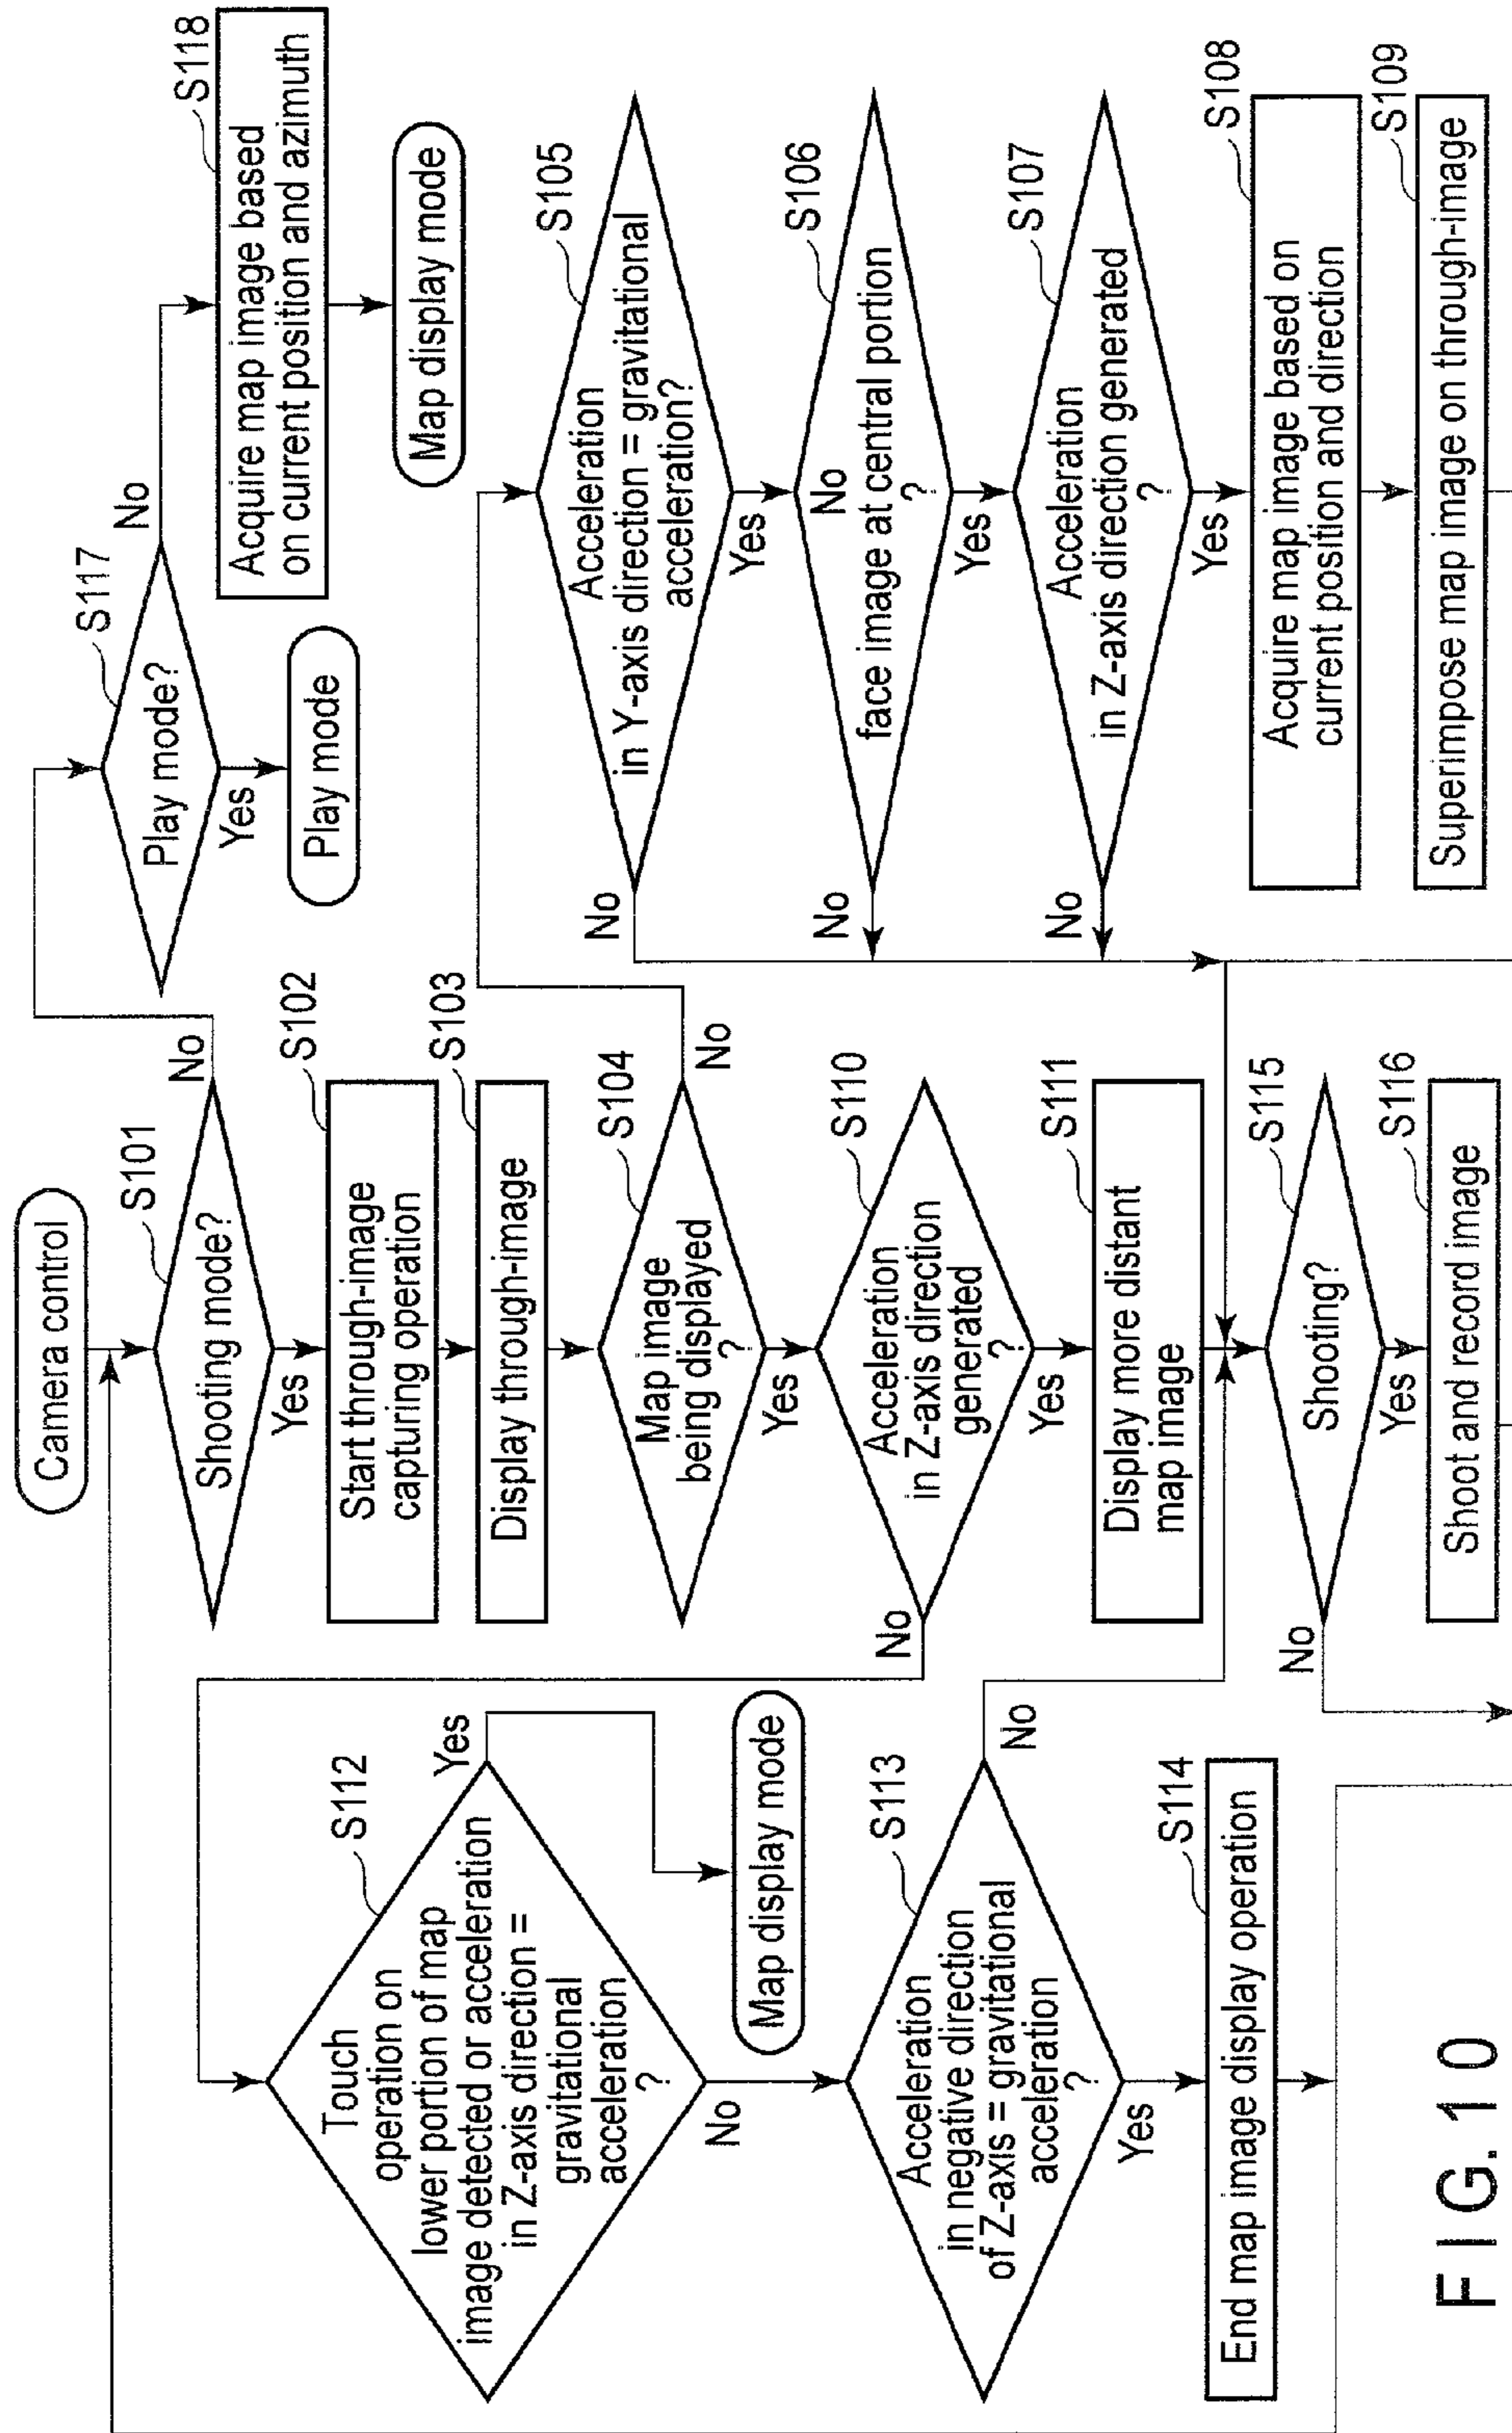 Camera control
S101
Shooting mode?
No
Yes
S102
Start through-image
capturing operation
S103
Display through-image
S104
Map image
being displayed
?
No
Yes
S110
Acceleration
in Z-axis direction
generated
?
No
Yes
S111
Display more distant
map image
S115
Shooting?
No
Yes
S116
Shoot and record image
S117
Play mode?
No
Yes
Play mode
S118
Acquire map image based
on current position and azimuth
Map display mode
S105
Acceleration
in Y-axis direction = gravitational
acceleration?
No
Yes
S106
No
face image at central portion
?
No
Yes
S107
Acceleration
in Z-axis direction generated
?
No
Yes
S108
Acquire map image based on
current position and direction
S109
Superimpose map image on through-image
S112
Touch
operation on
lower portion of map
image detected or acceleration
in Z-axis direction =
gravitational
acceleration
?
Yes
No
Map display mode
S113
Acceleration
in negative direction
of Z-axis = gravitational
acceleration
?
No
Yes
S114
End map image display operation
FIG. 10